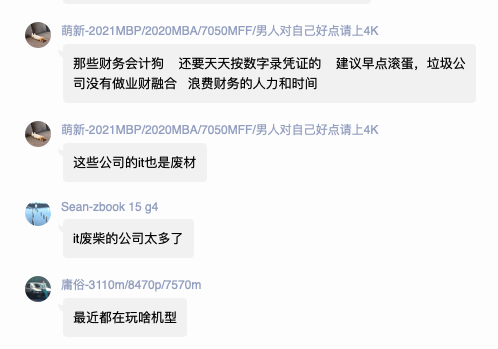 萌新-2021MBP/2020MBA/7050MFF/男人对自己好点请上4K
那些财务会计狗 还要天天按数字录凭证的 建议早点滚蛋，垃圾公
司没有做业财融合 浪费财务的人力和时间
萌新-2021MBP/2020MBA/7050MFF/男人对自己好点请上4K
这些公司的it也是废材
Sean-zbook 15 g4
it废柴的公司太多了
庸俗-3110m/8470p/7570m
最近都在玩啥机型